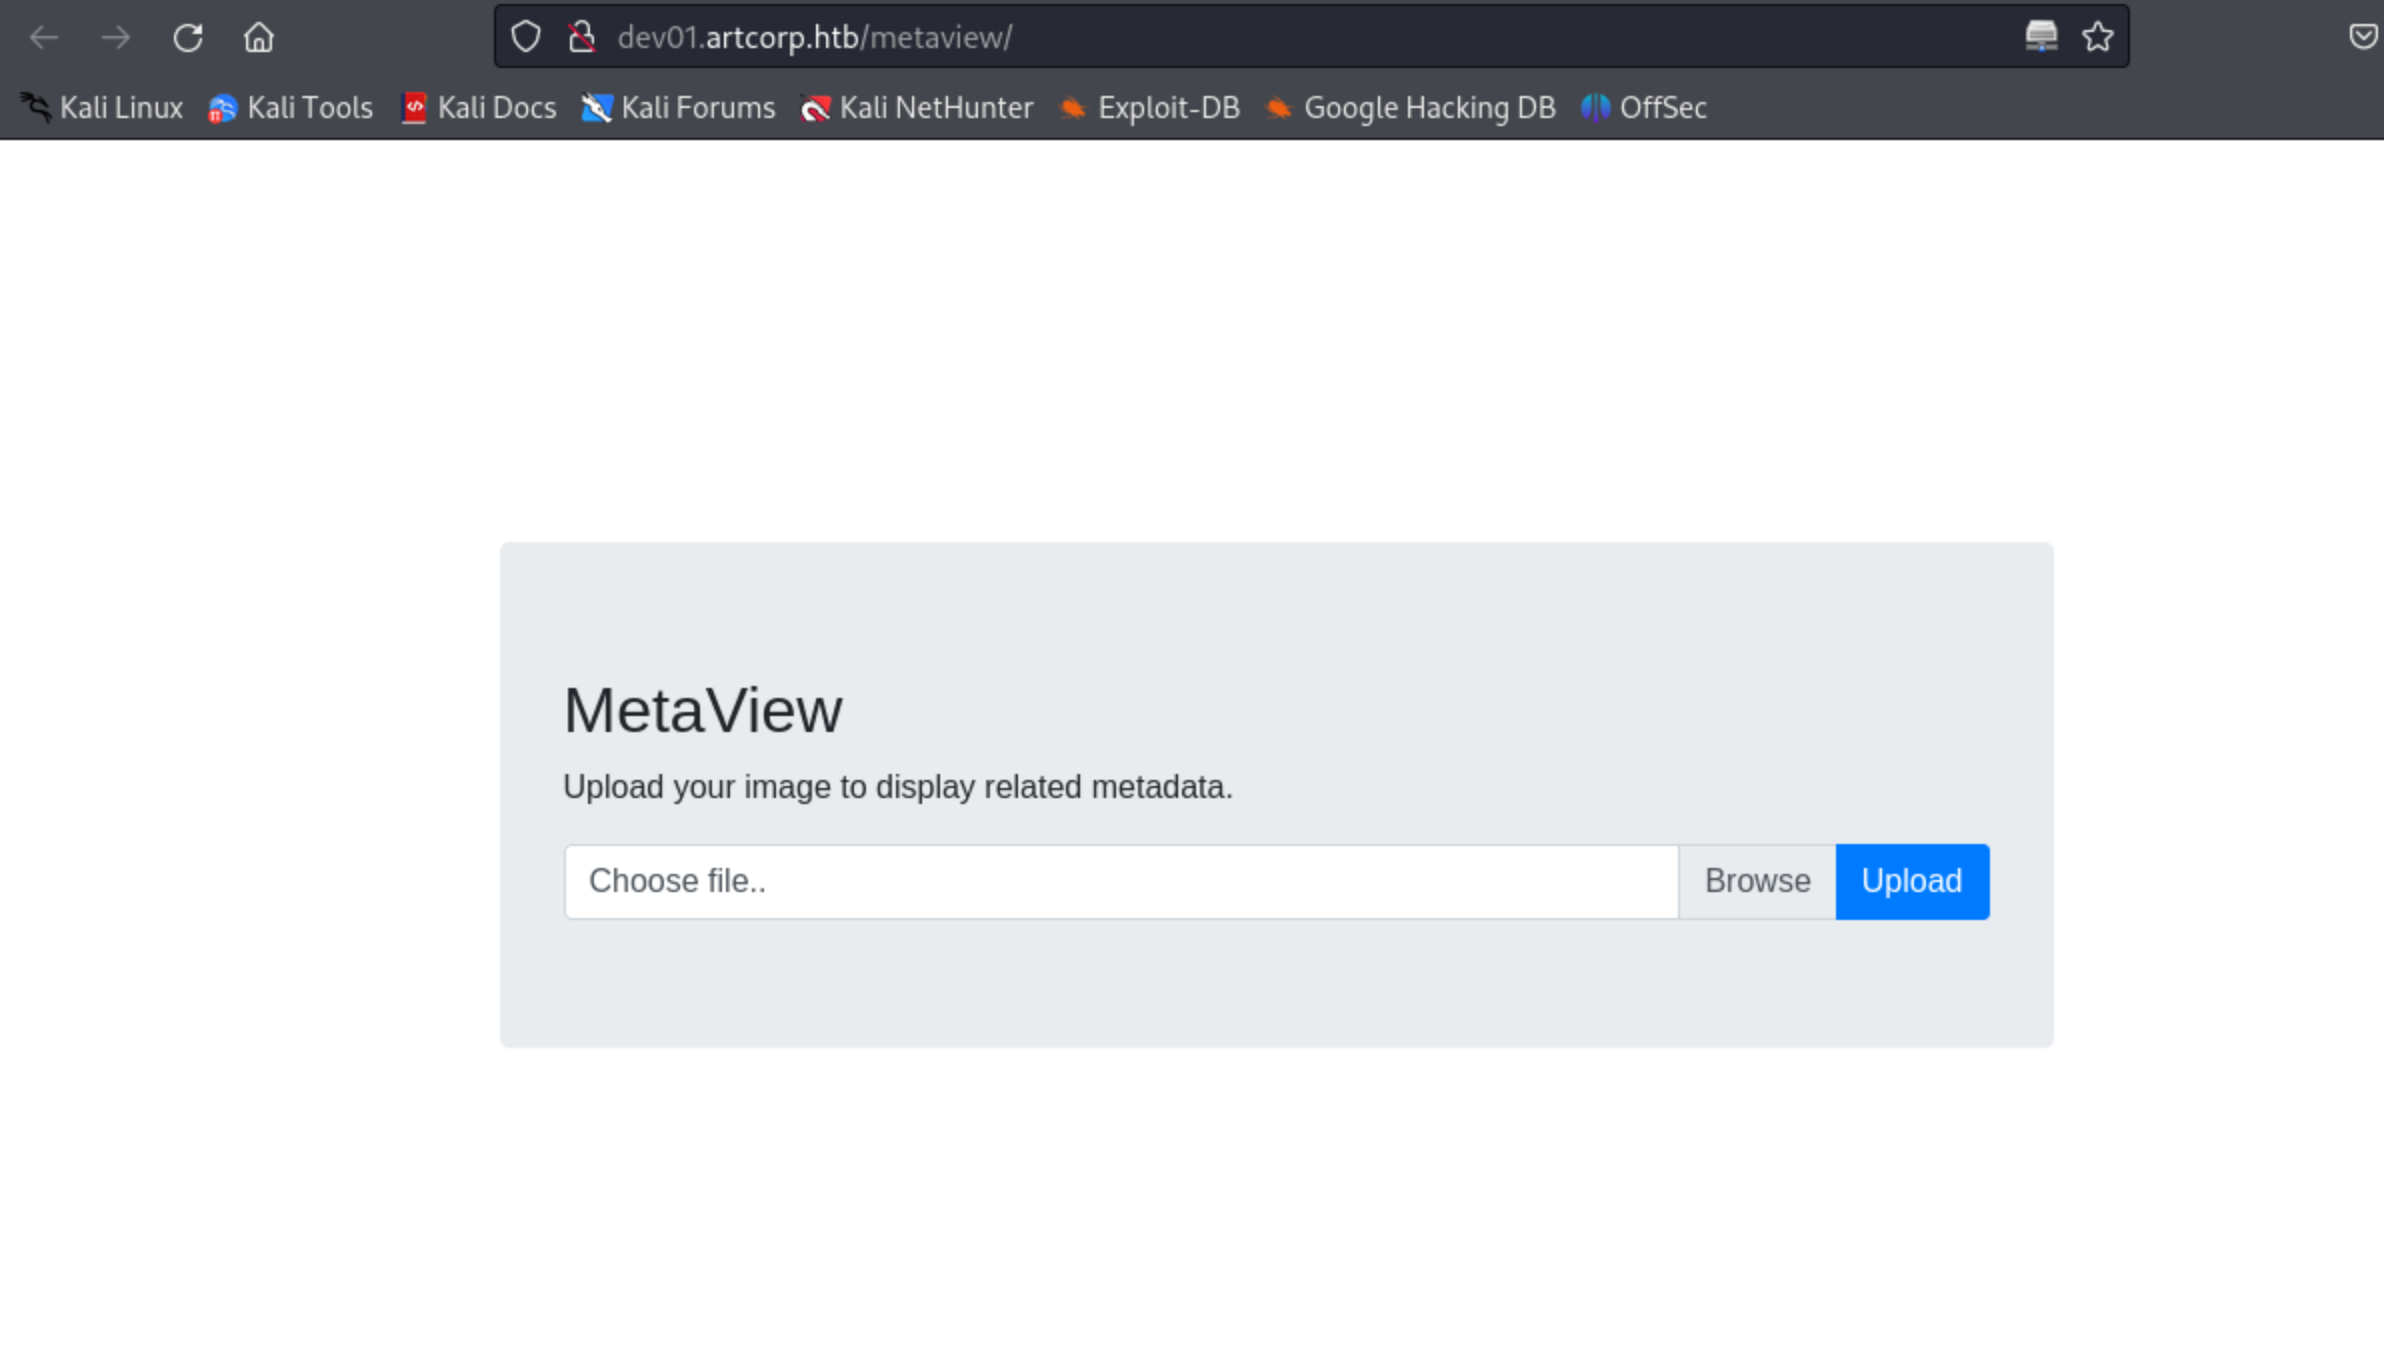 dev01.artcorp.htb/metaview/
Kali Linux Kali Tools Kali Docs Kali Forums Kali NetHunter Exploit-DB Google Hacking DB OffSec
MetaView
Upload your image to display related metadata.
Choose file.. Browse Upload